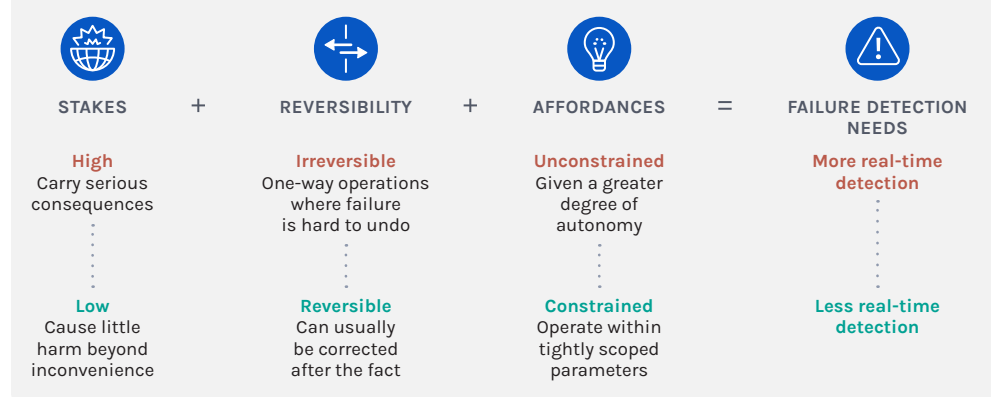 STAKES + REVERSIBILITY + AFFORDANCES = FAILURE DETECTION
NEEDS
High
Carry serious
consequences
Low
Cause little
harm beyond
inconvenience
Irreversible
One-way operations
where failure
is hard to undo
Reversible
Can usually
be corrected
after the fact
Unconstrained
Given a greater
degree of
autonomy
Constrained
Operate within
tightly scoped
parameters
More real-time
detection
Less real-time
detection